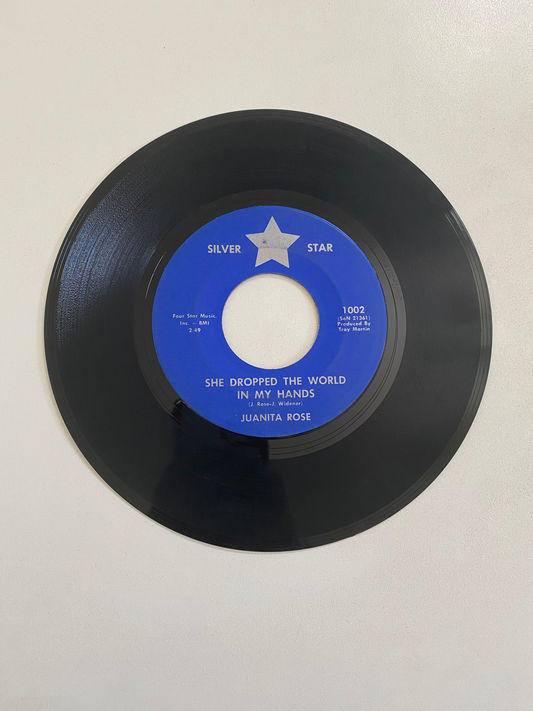 SILVER STAR
Four Star Music,
Inc. — BMI
2:49
1002
(SoN 21361)
Produced By
Troy Martin
SHE DROPPED THE WORLD
IN MY HANDS
(J. Rose-J. Widener)
JUANITA ROSE